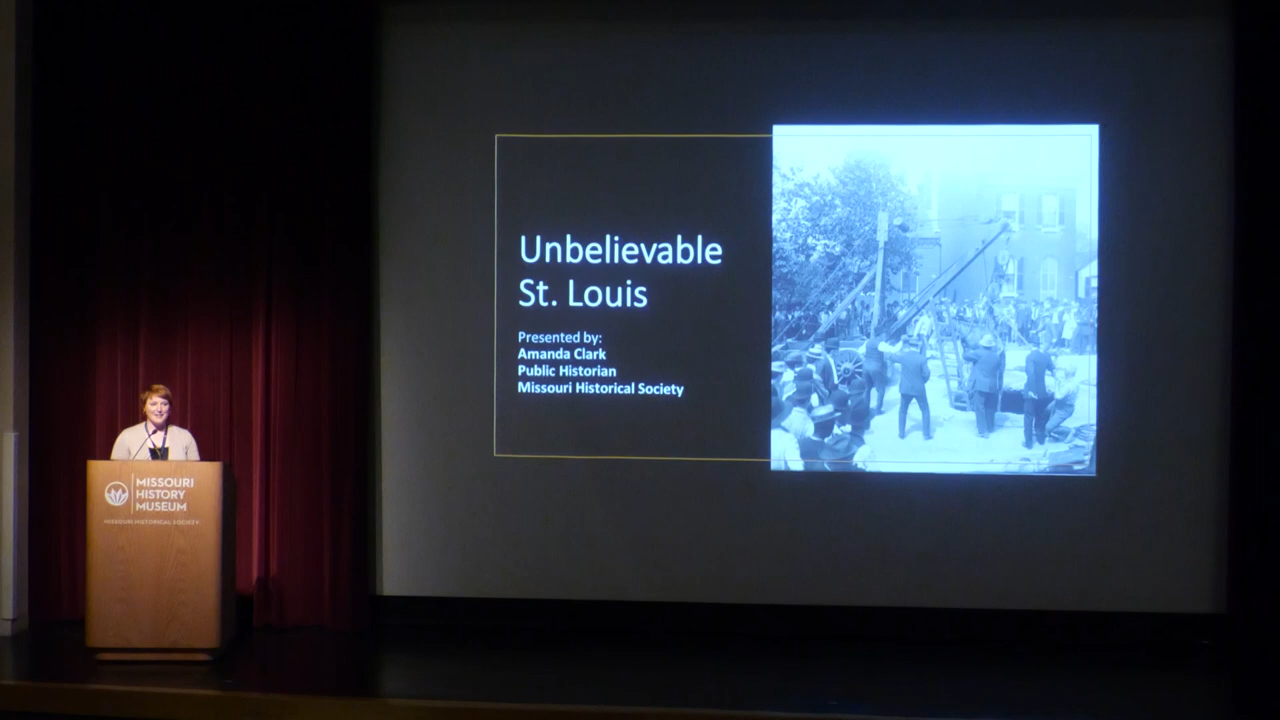 Unbelievable
St. Louis
Presented by:
Amanda Clark
Public Historian
Missouri Historical Society
MISSOURI
HISTORY
MUSEUM
MISSOURI HISTORICAL SOCIETY